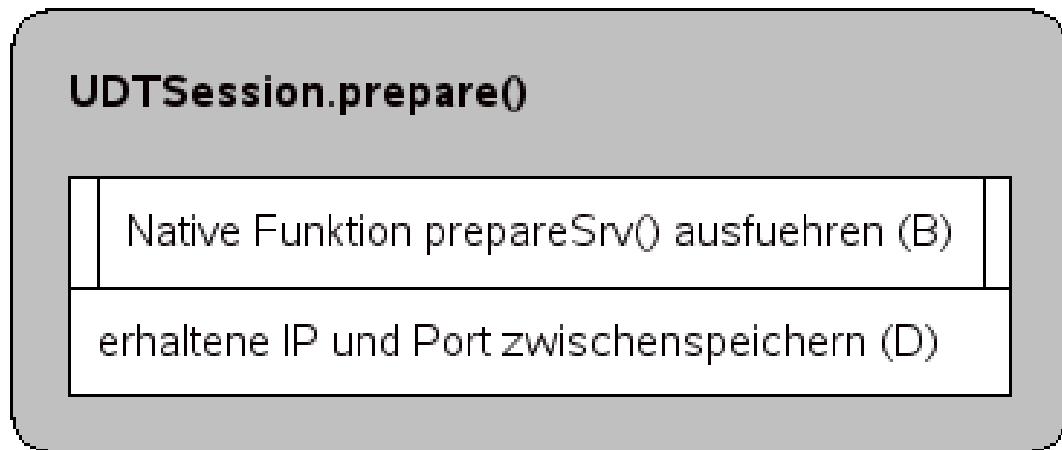 UDTSession.prepare()
Native Funktion prepareSrv() ausfuehren (B)
erhaltene IP und Port zwischenspeichern (D)